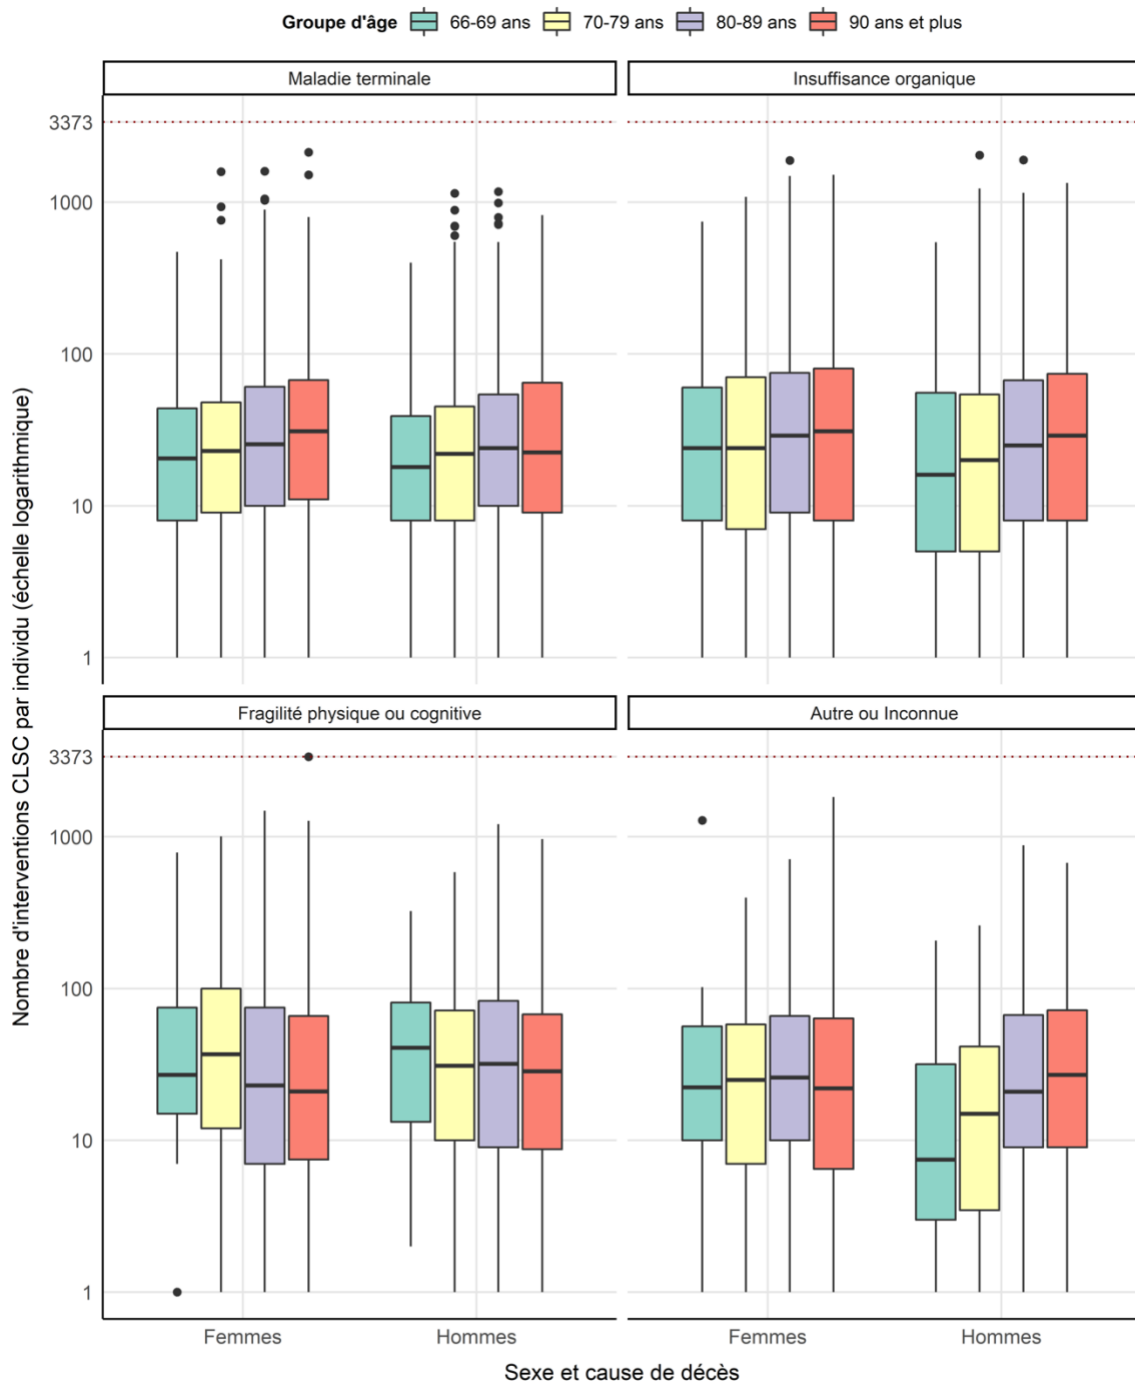 Groupe d'âge 66-69 ans 70-79 ans 80-89 ans 90 ans et plus
Maladie terminale
Insuffisance organique
3373
1000
100
10
1
Fragilité physique ou cognitive
Autre ou Inconnue
3373
1000
100
10
1
Nombre d'interventions CLSC par individu (échelle logarithmique)
Femmes Hommes Femmes Hommes
Sexe et cause de décès